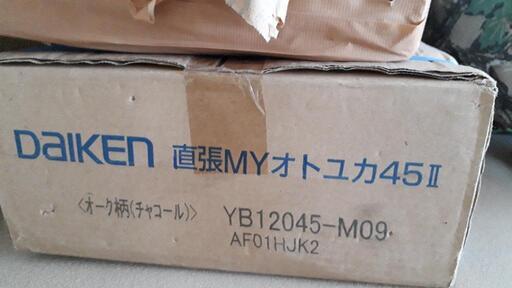 DAIKEN 直張MYオトユカ45Ⅱ
〈オーク柄(チャコール)〉 YB12045-M09
AF01HJK2